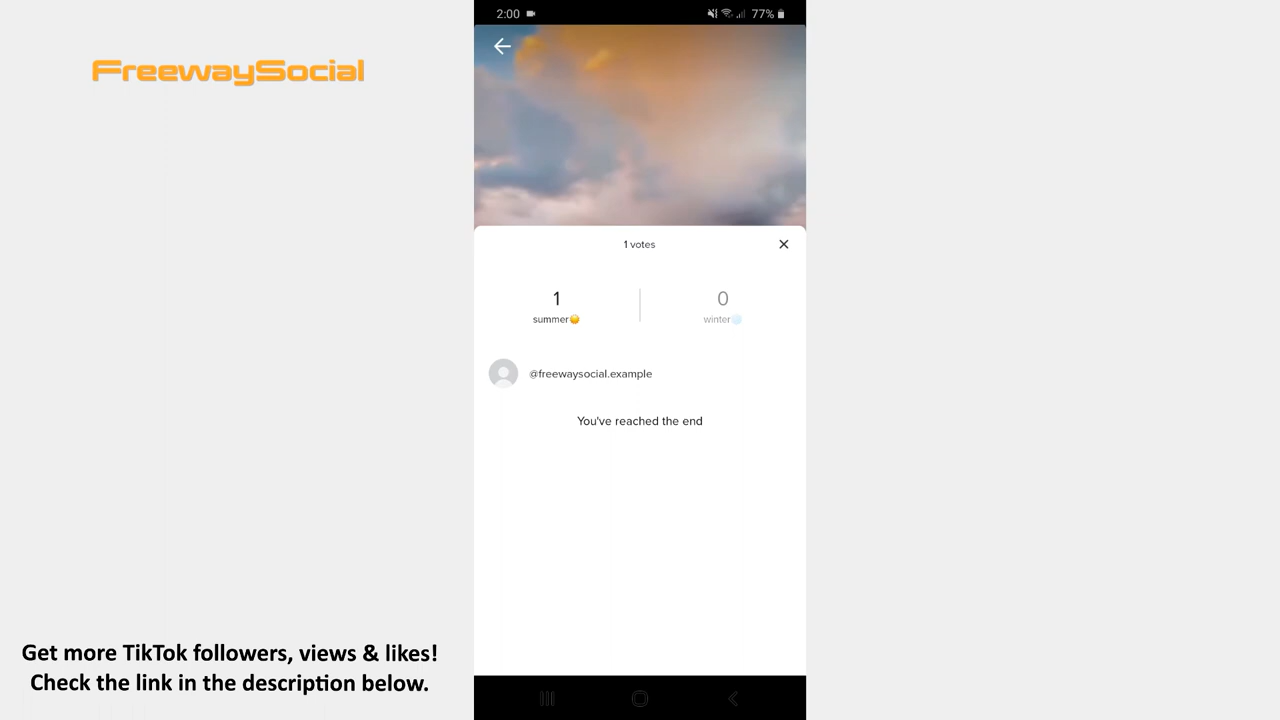 FreewaySocial
2:00
77%
1 votes
1
summer
0
winter
@freewaysocial.example
You've reached the end
Get more TikTok followers, views & likes!
Check the link in the description below.